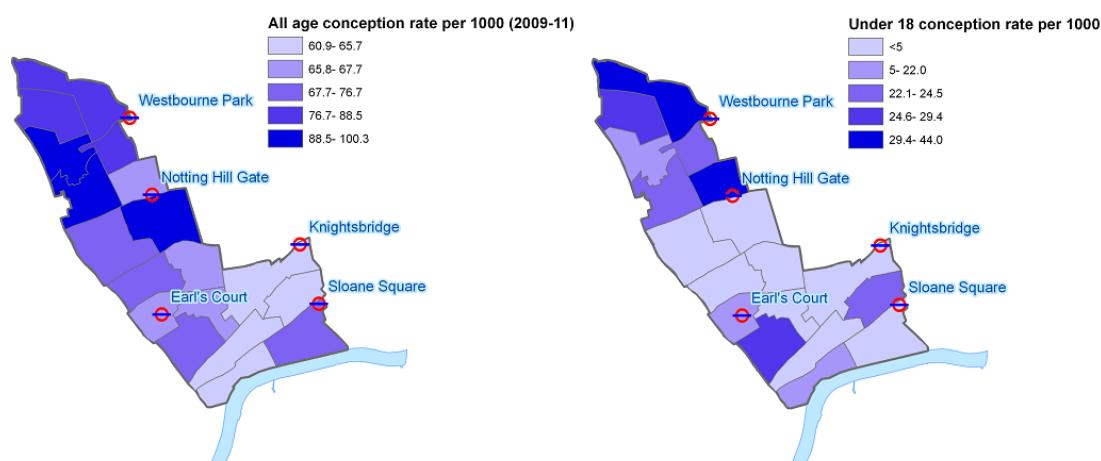 All age conception rate per 1000 (2009-11)
60.9- 65.7
65.8- 67.7
67.7- 76.7
76.7- 88.5
88.5- 100.3
Westbourne Park
Notting Hill Gate
Knightsbridge
Sloane Square
Earl's Court
Under 18 conception rate per 1000
<5
5- 22.0
22.1- 24.5
24.6- 29.4
29.4- 44.0
Westbourne Park
Notting Hill Gate
Knightsbridge
Sloane Square
Earl's Court